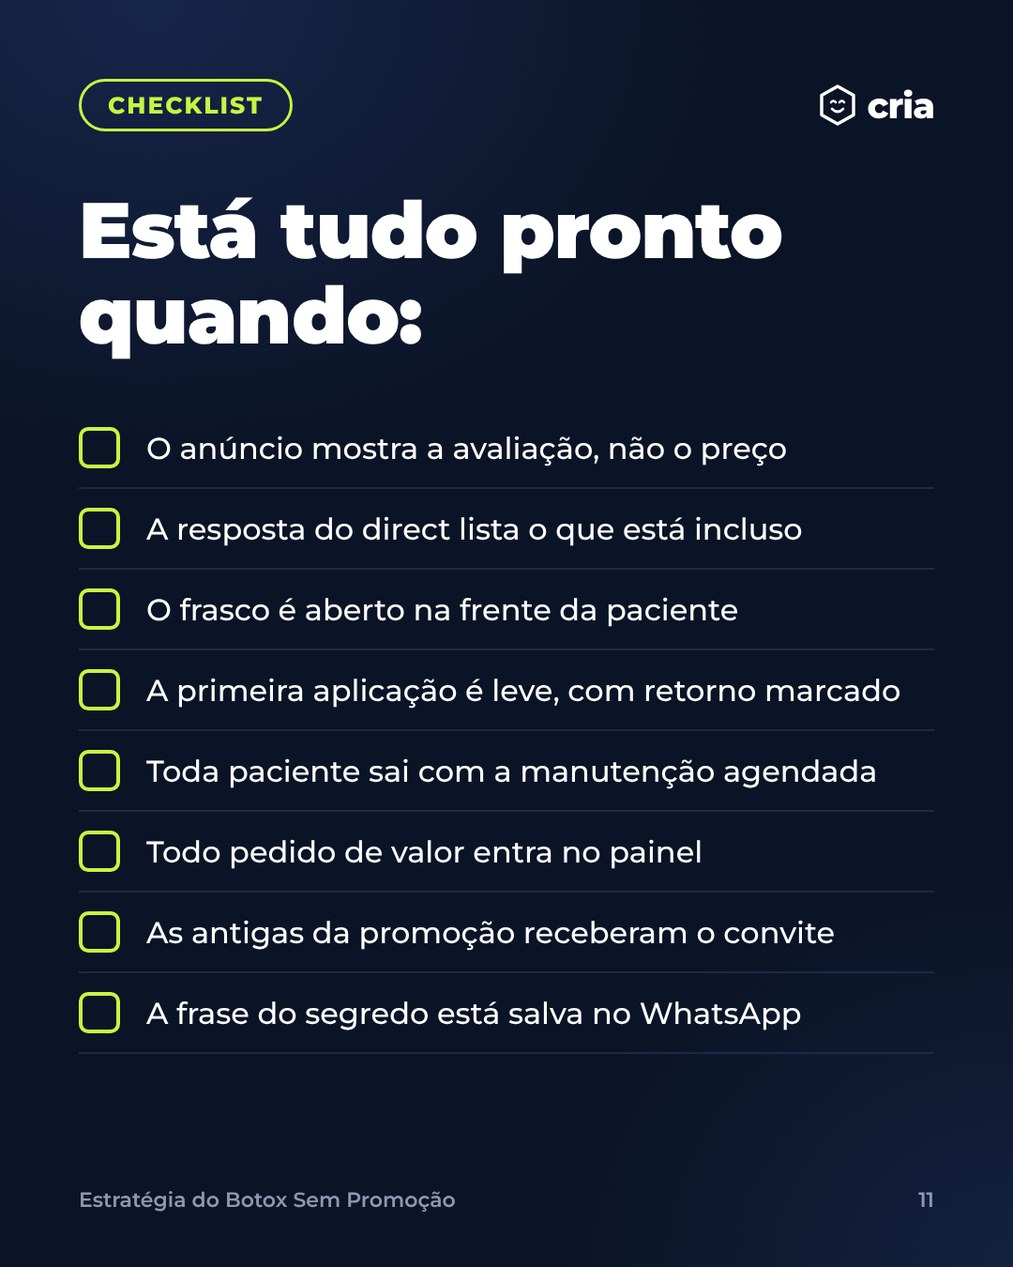 CHECKLIST
cria
Está tudo pronto
quando:
O anúncio mostra a avaliação, não o preço
A resposta do direct lista o que está incluso
O frasco é aberto na frente da paciente
A primeira aplicação é leve, com retorno marcado
Toda paciente sai com a manutenção agendada
Todo pedido de valor entra no painel
As antigas da promoção receberam o convite
A frase do segredo está salva no WhatsApp
Estratégia do Botox Sem Promoção
11